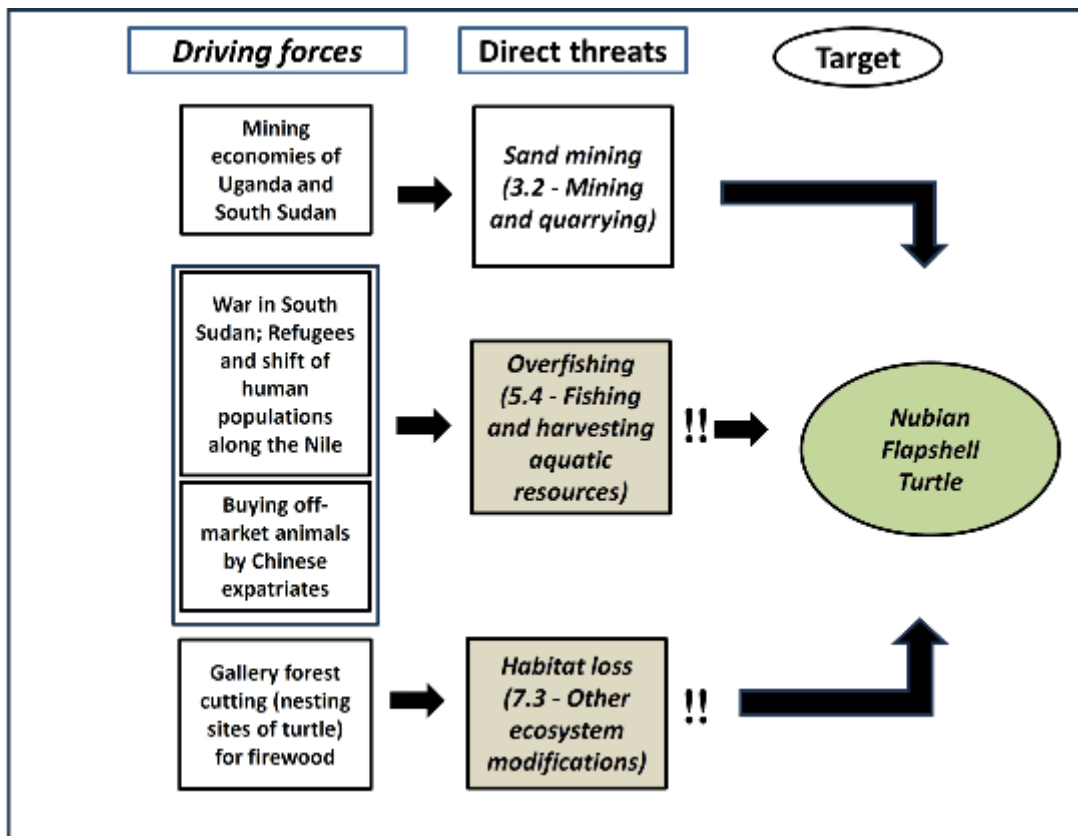 Driving forces
Direct threats
Target
Mining
economies of
Uganda and
South Sudan
Sand mining
(3.2 - Mining
and quarrying)
War in South
Sudan; Refugees
and shift of
human
populations
along the Nile
Buying off-
market animals
by Chinese
expatriates
Overfishing
(5.4 - Fishing
and harvesting
aquatic
resources)
!!
Nubian
Flapshell
Turtle
Gallery forest
cutting (nesting
sites of turtle)
for firewood
Habitat loss
(7.3 - Other
ecosystem
modifications)
!!